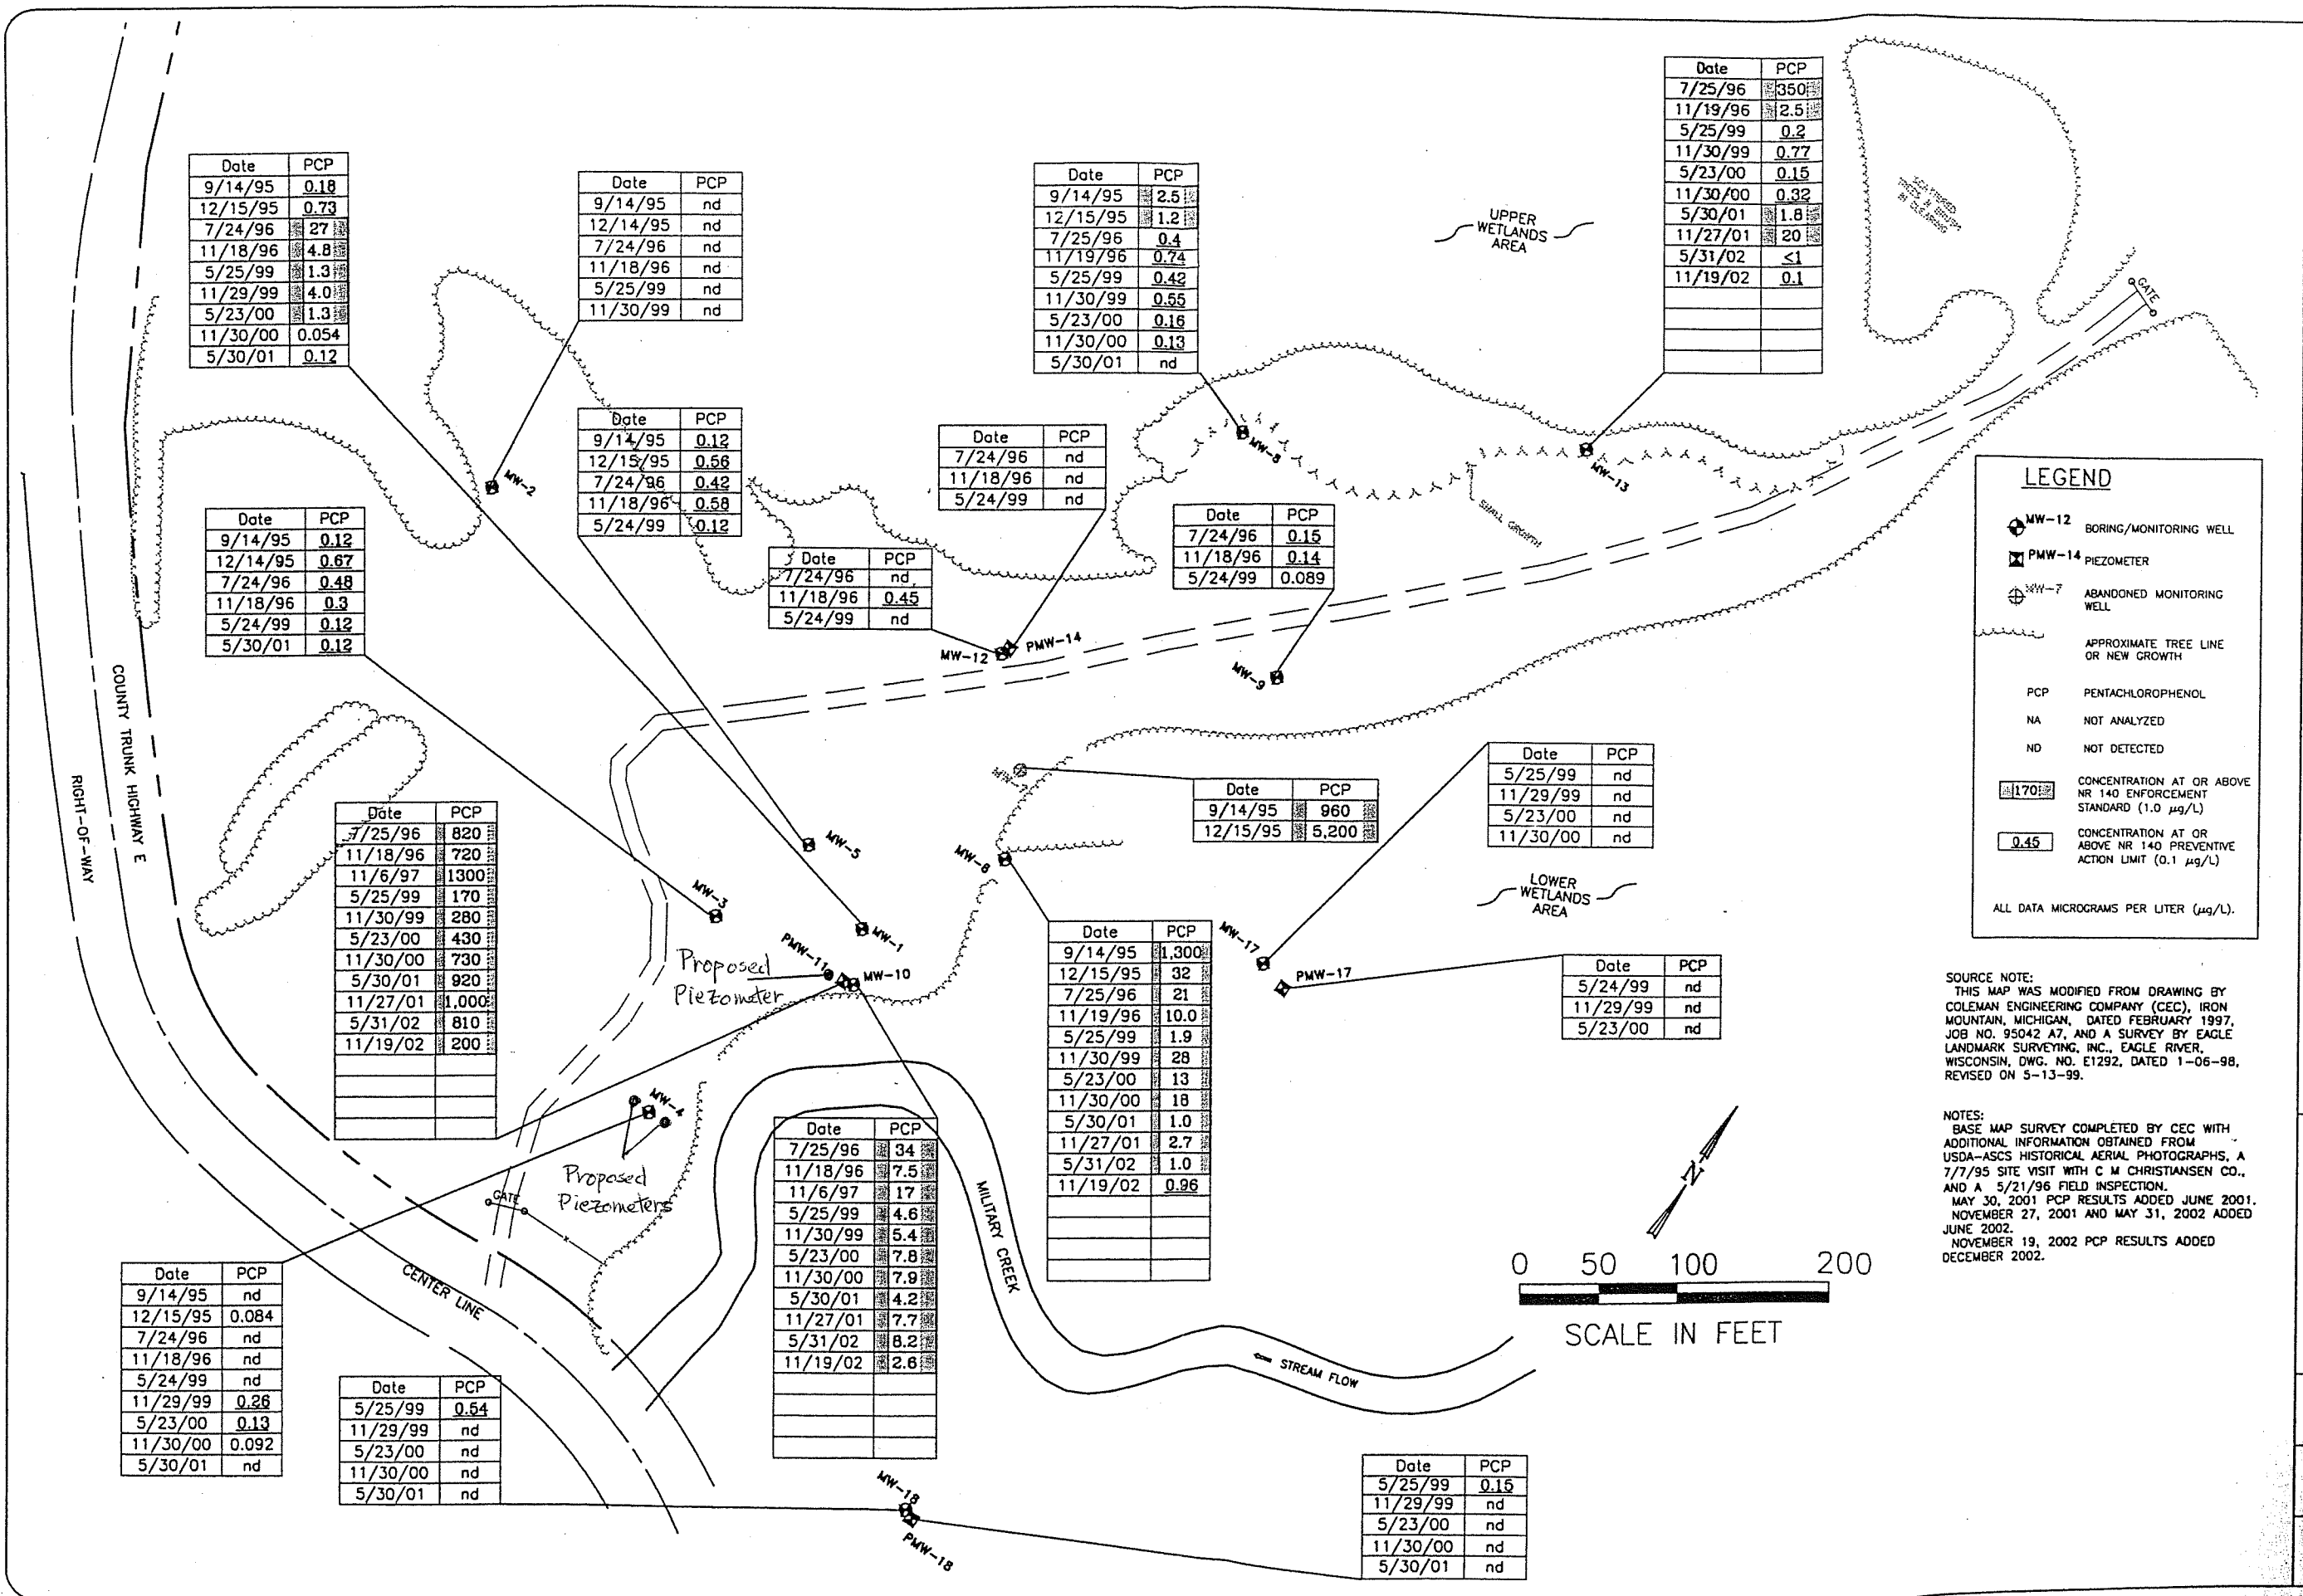 Date PCP
9/14/95 0.18
12/15/95 0.73
7/24/96 27
11/18/96 4.8
5/25/99 1.3
11/29/99 4.0
5/23/00 1.3
11/30/00 0.054
5/30/01 0.12
Date PCP
9/14/95 nd
12/14/95 nd
7/24/96 nd
11/18/96 nd
5/25/99 nd
11/30/99 nd
Date PCP
9/14/95 2.5
12/15/95 1.2
7/25/96 0.4
11/19/96 0.74
5/25/99 0.42
11/30/99 0.55
5/23/00 0.16
11/30/00 0.13
5/30/01 nd
UPPER
WETLANDS
AREA
Date PCP
7/25/96 350
11/19/96 2.5
5/25/99 0.2
11/30/99 0.77
5/23/00 0.15
11/30/00 0.32
5/30/01 1.8
11/27/01 20
5/31/02 <1
11/19/02 0.1
IN CLEARING
GATE
MW-2
Date PCP
9/14/95 0.12
12/15/95 0.56
7/24/96 0.42
11/18/96 0.58
5/24/99 0.12
Date PCP
7/24/96 nd
11/18/96 nd
5/24/99 nd
MW-8
MW-13
SMALL GROWTH
Date PCP
9/14/95 0.12
12/14/95 0.67
7/24/96 0.48
11/18/96 0.3
5/24/99 0.12
5/30/01 0.12
Date PCP
7/24/96 nd
11/18/96 0.45
5/24/99 nd
Date PCP
7/24/96 0.15
11/18/96 0.14
5/24/99 0.089
MW-12
PMW-14
MW-9
LEGEND
MW-12 BORING/MONITORING WELL
PMW-14 PIEZOMETER
MW-7 ABANDONED MONITORING
WELL
APPROXIMATE TREE LINE
OR NEW GROWTH
PCP PENTACHLOROPHENOL
NA NOT ANALYZED
ND NOT DETECTED
170 CONCENTRATION AT OR ABOVE
NR 140 ENFORCEMENT
STANDARD (1.0 µg/L)
0.45 CONCENTRATION AT OR
ABOVE NR 140 PREVENTIVE
ACTION LIMIT (0.1 µg/L)
ALL DATA MICROGRAMS PER LITER (µg/L).
COUNTY TRUNK HIGHWAY E
RIGHT-OF-WAY
Date PCP
7/25/96 820
11/18/96 720
11/6/97 1300
5/25/99 170
11/30/99 280
5/23/00 430
11/30/00 730
5/30/01 920
11/27/01 1,000
5/31/02 810
11/19/02 200
MW-7
Date PCP
9/14/95 960
12/15/95 5,200
Date PCP
5/25/99 nd
11/29/99 nd
5/23/00 nd
11/30/00 nd
MW-5
MW-6
MW-3
MW-1
PMW-11
MW-10
Proposed
Piezometer
LOWER
WETLANDS
AREA
MW-17
PMW-17
Date PCP
9/14/95 1,300
12/15/95 32
7/25/96 21
11/19/96 10.0
5/25/99 1.9
11/30/99 28
5/23/00 13
11/30/00 18
5/30/01 1.0
11/27/01 2.7
5/31/02 1.0
11/19/02 0.96
Date PCP
5/24/99 nd
11/29/99 nd
5/23/00 nd
SOURCE NOTE:
THIS MAP WAS MODIFIED FROM DRAWING BY
COLEMAN ENGINEERING COMPANY (CEC), IRON
MOUNTAIN, MICHIGAN, DATED FEBRUARY 1997,
JOB NO. 95042 A7, AND A SURVEY BY EAGLE
LANDMARK SURVEYING, INC., EAGLE RIVER,
WISCONSIN, DWG. NO. E1292, DATED 1-06-98,
REVISED ON 5-13-99.
NOTES:
BASE MAP SURVEY COMPLETED BY CEC WITH
ADDITIONAL INFORMATION OBTAINED FROM
USDA-ASCS HISTORICAL AERIAL PHOTOGRAPHS, A
7/7/95 SITE VISIT WITH C M CHRISTIANSEN CO.,
AND A 5/21/96 FIELD INSPECTION.
MAY 30, 2001 PCP RESULTS ADDED JUNE 2001.
NOVEMBER 27, 2001 AND MAY 31, 2002 ADDED
JUNE 2002.
NOVEMBER 19, 2002 PCP RESULTS ADDED
DECEMBER 2002.
MW-4
Proposed
Piezometers
GATE
Date PCP
7/25/96 34
11/18/96 7.5
11/6/97 17
5/25/99 4.6
11/30/99 5.4
5/23/00 7.8
11/30/00 7.9
5/30/01 4.2
11/27/01 7.7
5/31/02 8.2
11/19/02 2.6
MILITARY CREEK
N
0 50 100 200
SCALE IN FEET
STREAM FLOW
CENTER LINE
Date PCP
9/14/95 nd
12/15/95 0.084
7/24/96 nd
11/18/96 nd
5/24/99 nd
11/29/99 0.26
5/23/00 0.13
11/30/00 0.092
5/30/01 nd
Date PCP
5/25/99 0.54
11/29/99 nd
5/23/00 nd
11/30/00 nd
5/30/01 nd
MW-18
PMW-18
Date PCP
5/25/99 0.15
11/29/99 nd
5/23/00 nd
11/30/00 nd
5/30/01 nd